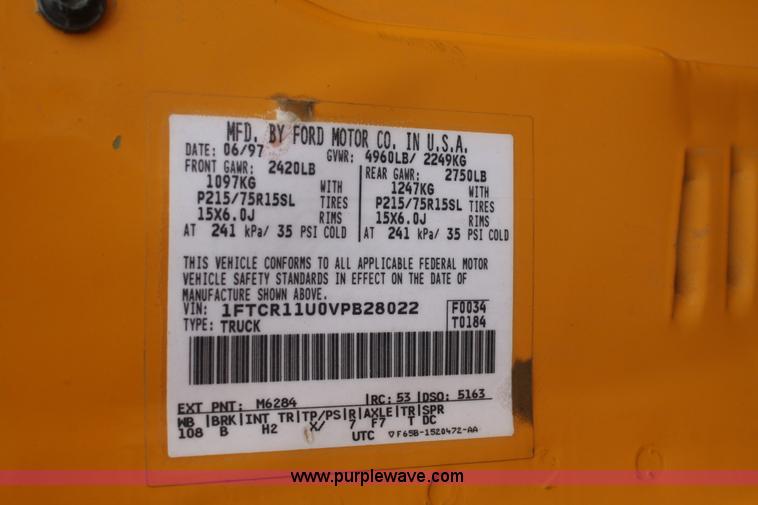 MFD. BY FORD MOTOR CO. IN U.S.A.
DATE: 06/97 GVWR: 4960LB/ 2249KG
FRONT GAWR: 2420LB REAR GAWR: 2750LB
1097KG WITH 1247KG WITH
P215/75R15SL TIRES P215/75R15SL TIRES
15X6.0J RIMS 15X6.0J RIMS
AT 241 kPa/ 35 PSI COLD AT 241 kPa/ 35 PSI COLD
THIS VEHICLE CONFORMS TO ALL APPLICABLE FEDERAL MOTOR
VEHICLE SAFETY STANDARDS IN EFFECT ON THE DATE OF
MANUFACTURE SHOWN ABOVE.
VIN: 1FTCR11U0VPB28022 F0034
TYPE: TRUCK T0184
EXT PNT: M6284 RC: 53 DSO: 5163
WB BRK INT TR TP/PS R AXLE TR SPR
108 B H2 X/ 7 F7 T DC
UTC ▽F65B-1520472-AA
www.purplewave.com